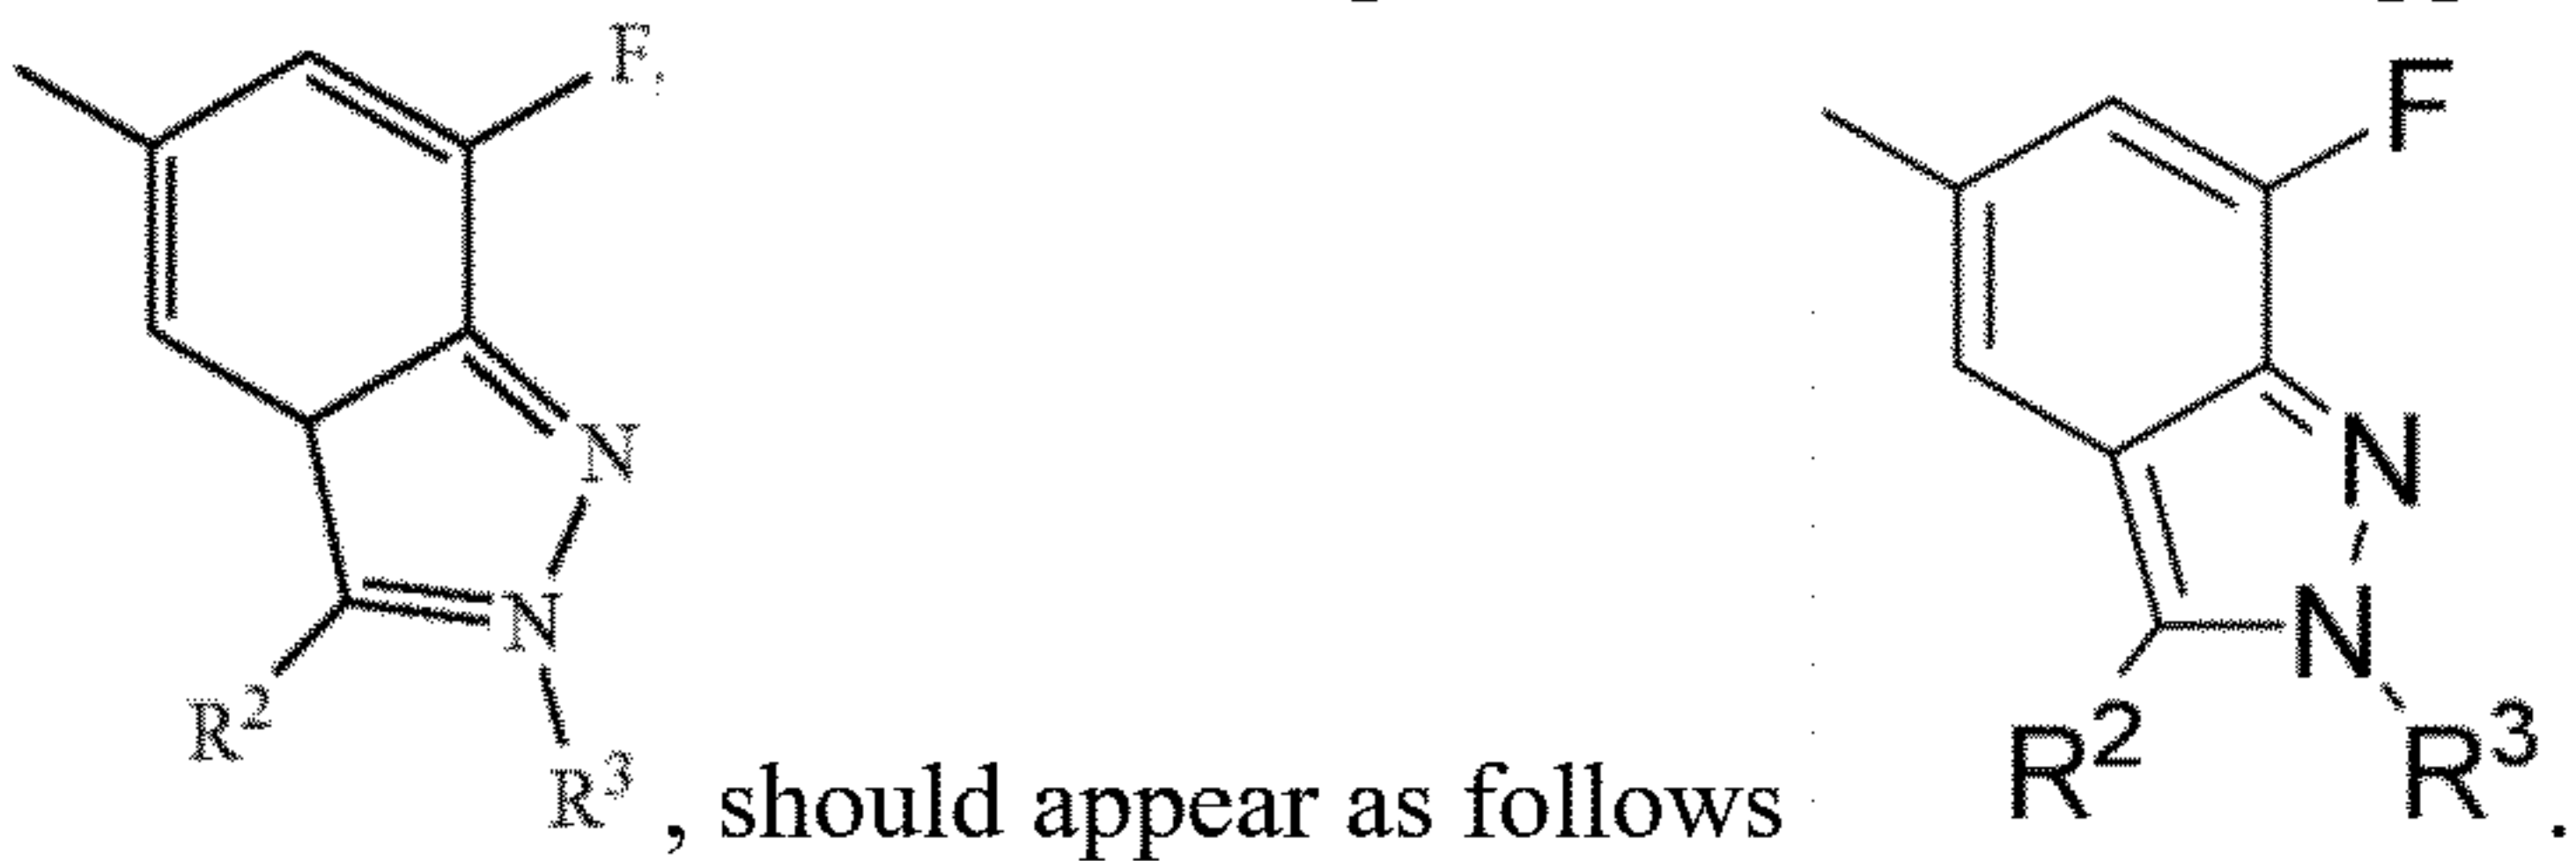 F,
F
N
N
N
N
R²
R³
, should appear as follows
R²
R³
.